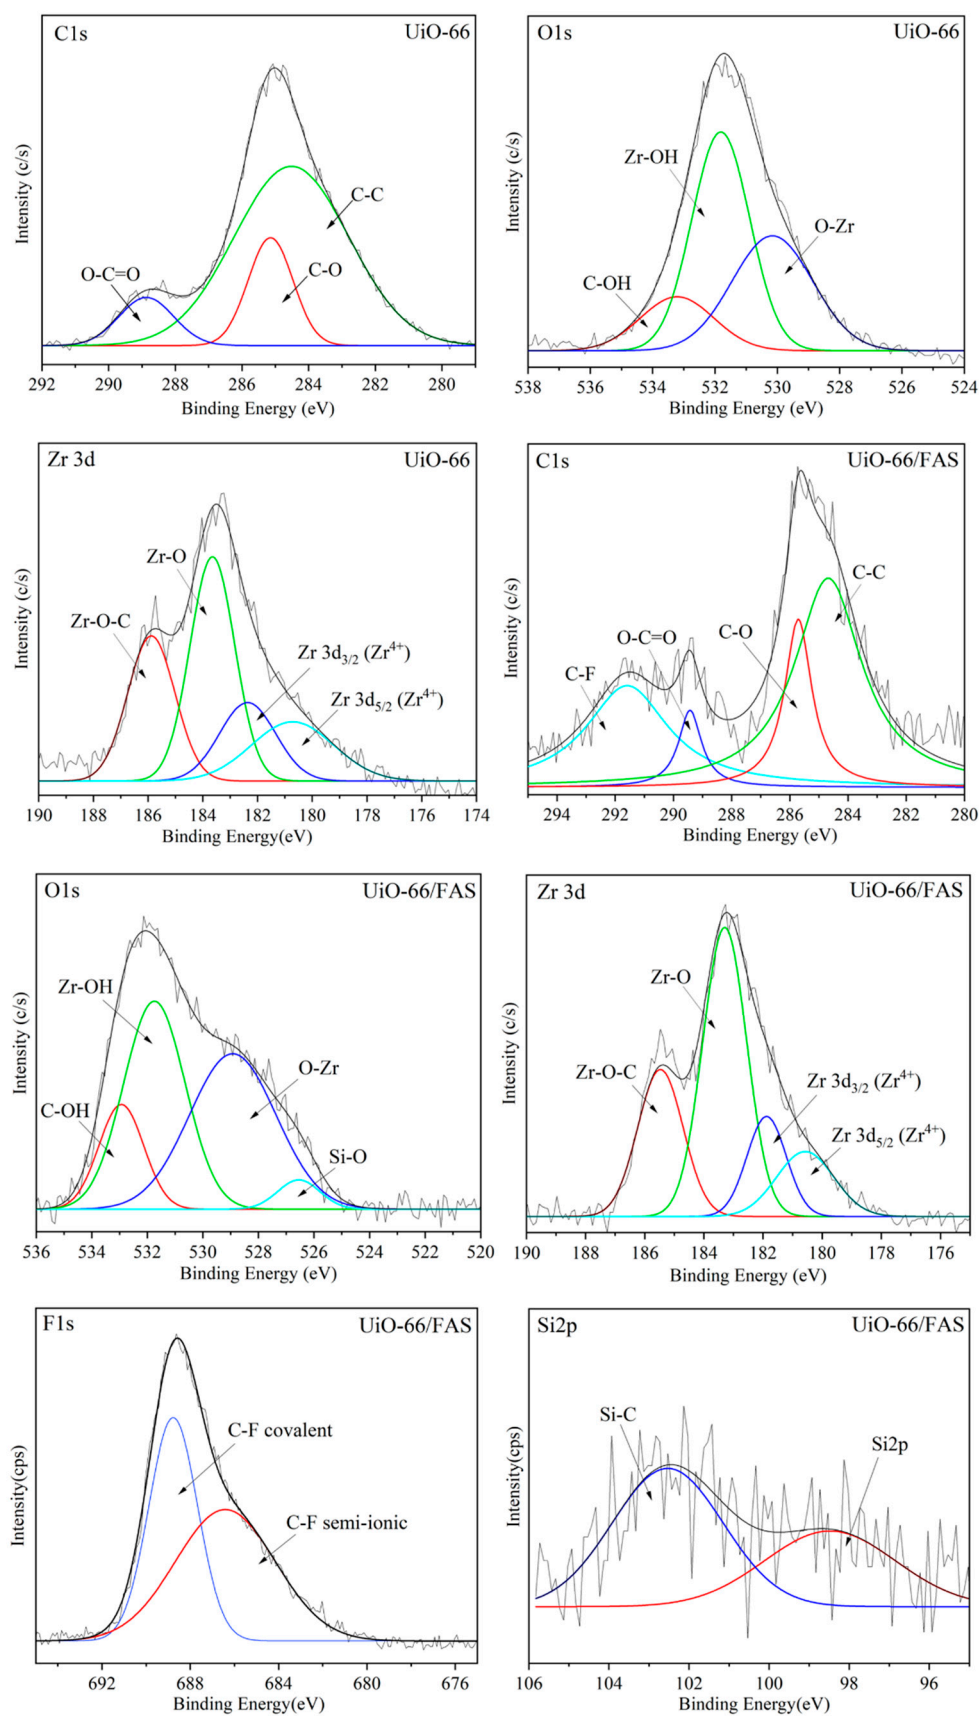 C1s UiO-66
Intensity (c/s)
O-C=O
C-C
C-O
292 290 288 286 284 282 280
Binding Energy (eV)
O1s UiO-66
Intensity (c/s)
Zr-OH
O-Zr
C-OH
538 536 534 532 530 528 526 524
Binding Energy (eV)
Zr 3d UiO-66
Intensity (c/s)
Zr-O
Zr-O-C
Zr 3d3/2 (Zr4+)
Zr 3d5/2 (Zr4+)
190 188 186 184 182 180 178 176 174
Binding Energy(eV)
C1s UiO-66/FAS
Intensity (c/s)
C-C
C-O
O-C=O
C-F
294 292 290 288 286 284 282 280
Binding Energy (eV)
O1s UiO-66/FAS
Intensity (c/s)
Zr-OH
O-Zr
C-OH
Si-O
536 534 532 530 528 526 524 522 520
Binding Energy (eV)
Zr 3d UiO-66/FAS
Intensity (c/s)
Zr-O
Zr-O-C
Zr 3d3/2 (Zr4+)
Zr 3d5/2 (Zr4+)
190 188 186 184 182 180 178 176
Binding Energy (eV)
F1s UiO-66/FAS
Intensity(cps)
C-F covalent
C-F semi-ionic
692 688 684 680 676
Binding Energy(eV)
Si2p UiO-66/FAS
Intensity(cps)
Si-C
Si2p
106 104 102 100 98 96
Binding Energy(eV)